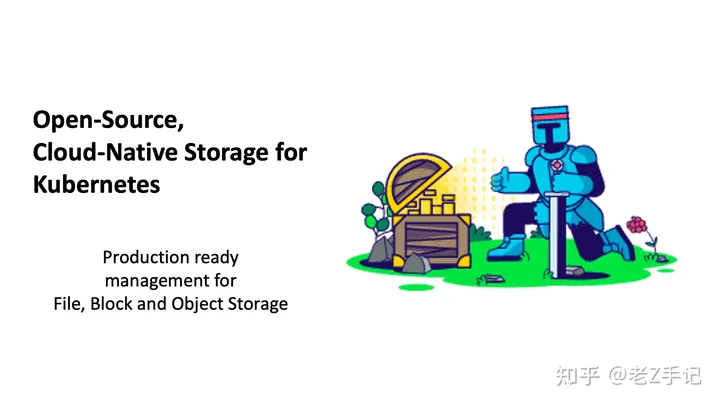 Open-Source,
Cloud-Native Storage for
Kubernetes
Production ready
management for
File, Block and Object Storage
知乎 @老Z手记